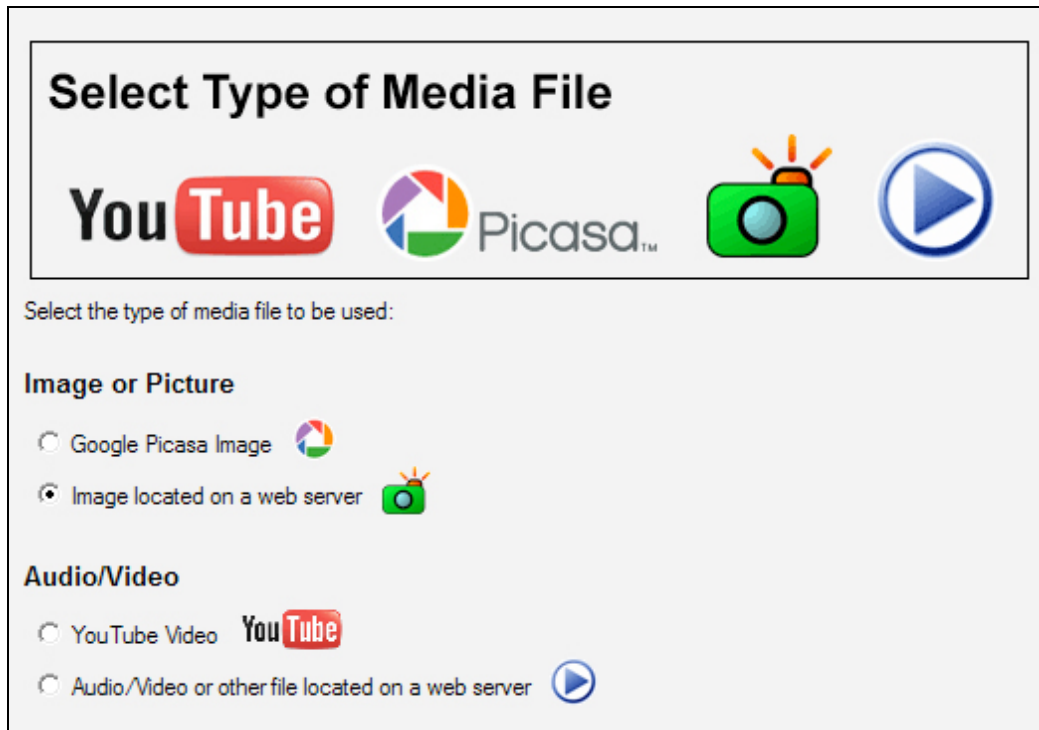 Select Type of Media File
YouTube Picasa™
Select the type of media file to be used:
Image or Picture
Google Picasa Image
Image located on a web server
Audio/Video
YouTube Video YouTube
Audio/Video or other file located on a web server